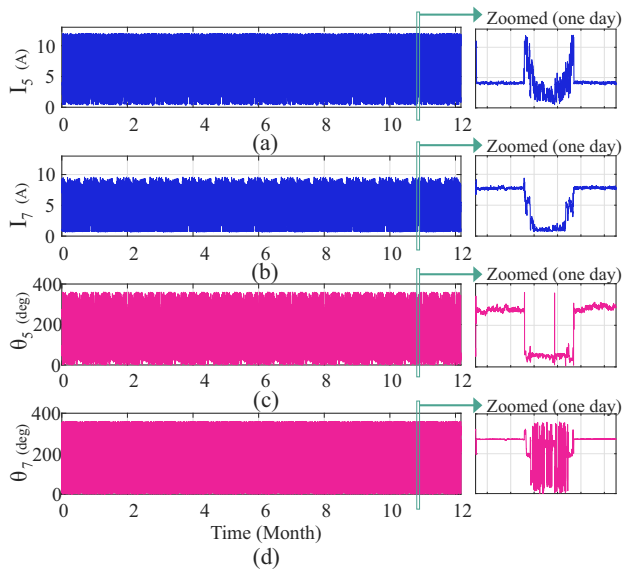 Zoomed (one day)
10
5
0
I5 (A)
0 2 4 6 8 10 12
(a)
Zoomed (one day)
10
5
0
I7 (A)
0 2 4 6 8 10 12
(b)
Zoomed (one day)
400
200
0
θ5 (deg)
0 2 4 6 8 10 12
(c)
Zoomed (one day)
400
200
0
θ7 (deg)
0 2 4 6 8 10 12
Time (Month)
(d)